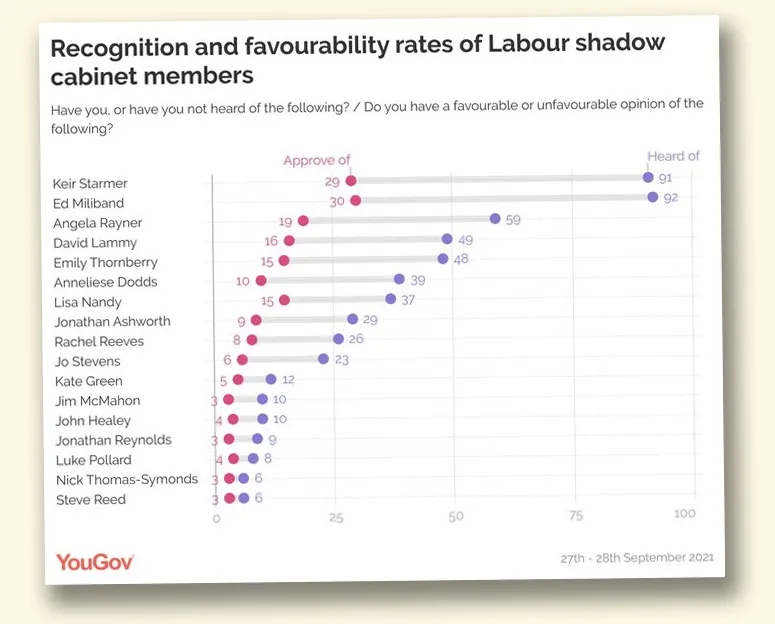 Recognition and favourability rates of Labour shadow
cabinet members
Have you, or have you not heard of the following? / Do you have a favourable or unfavourable opinion of the
following?
Approve of Heard of
Keir Starmer 29 91
Ed Miliband 30 92
Angela Rayner 19 59
David Lammy 16 49
Emily Thornberry 15 48
Anneliese Dodds 10 39
Lisa Nandy 15 37
Jonathan Ashworth 9 29
Rachel Reeves 8 26
Jo Stevens 6 23
Kate Green 5 12
Jim McMahon 3 10
John Healey 4 10
Jonathan Reynolds 3 9
Luke Pollard 4 8
Nick Thomas-Symonds 3 6
Steve Reed 3 6
0 25 50 75 100
YouGov 27th - 28th September 2021